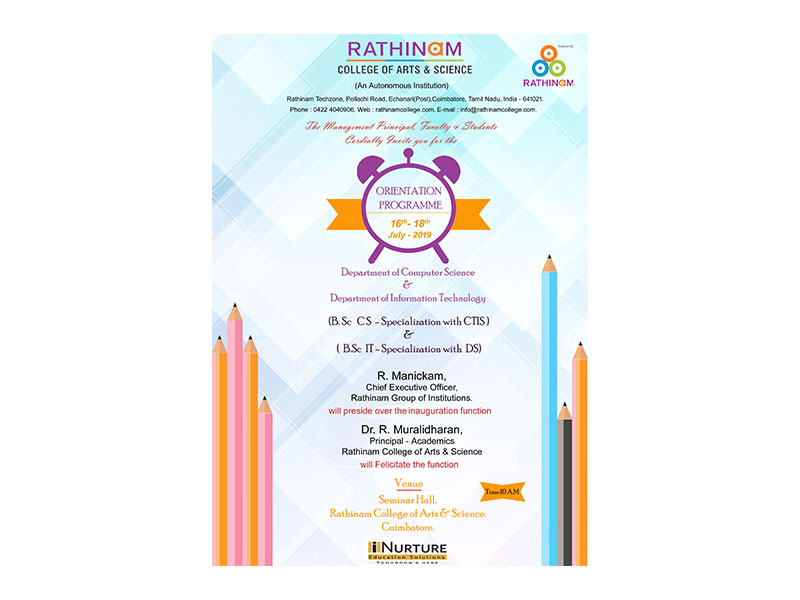 RATHINAM
COLLEGE OF ARTS & SCIENCE
(An Autonomous Institution)
Rathinam Techzone, Pollachi Road, Echanari(Post),Coimbatore, Tamil Nadu, India - 641021.
Phone : 0422 4040906, Web : rathinamcollege.com, E-mail : info@rathinamcollege.com.
RATHINAM
The Management Principal, Faculty & Students
Cordially Invite you for the
ORIENTATION
PROGRAMME
16th- 18th
July - 2019
Department of Computer Science
&
Department of Information Technology
(B. Sc CS - Specialization with CTIS)
&
( B.Sc IT - Specialization with DS)
R. Manickam,
Chief Executive Officer,
Rathinam Group of Institutions.
will preside over the inauguration function
Dr. R. Muralidharan,
Principal - Academics
Rathinam College of Arts & Science
will Felicitate the function
Venue
Time 10 A.M
Seminar Hall,
Rathinam College of Arts & Science,
Coimbatore.
iNURTURE
Education Solutions
TOMORROW'S HERE